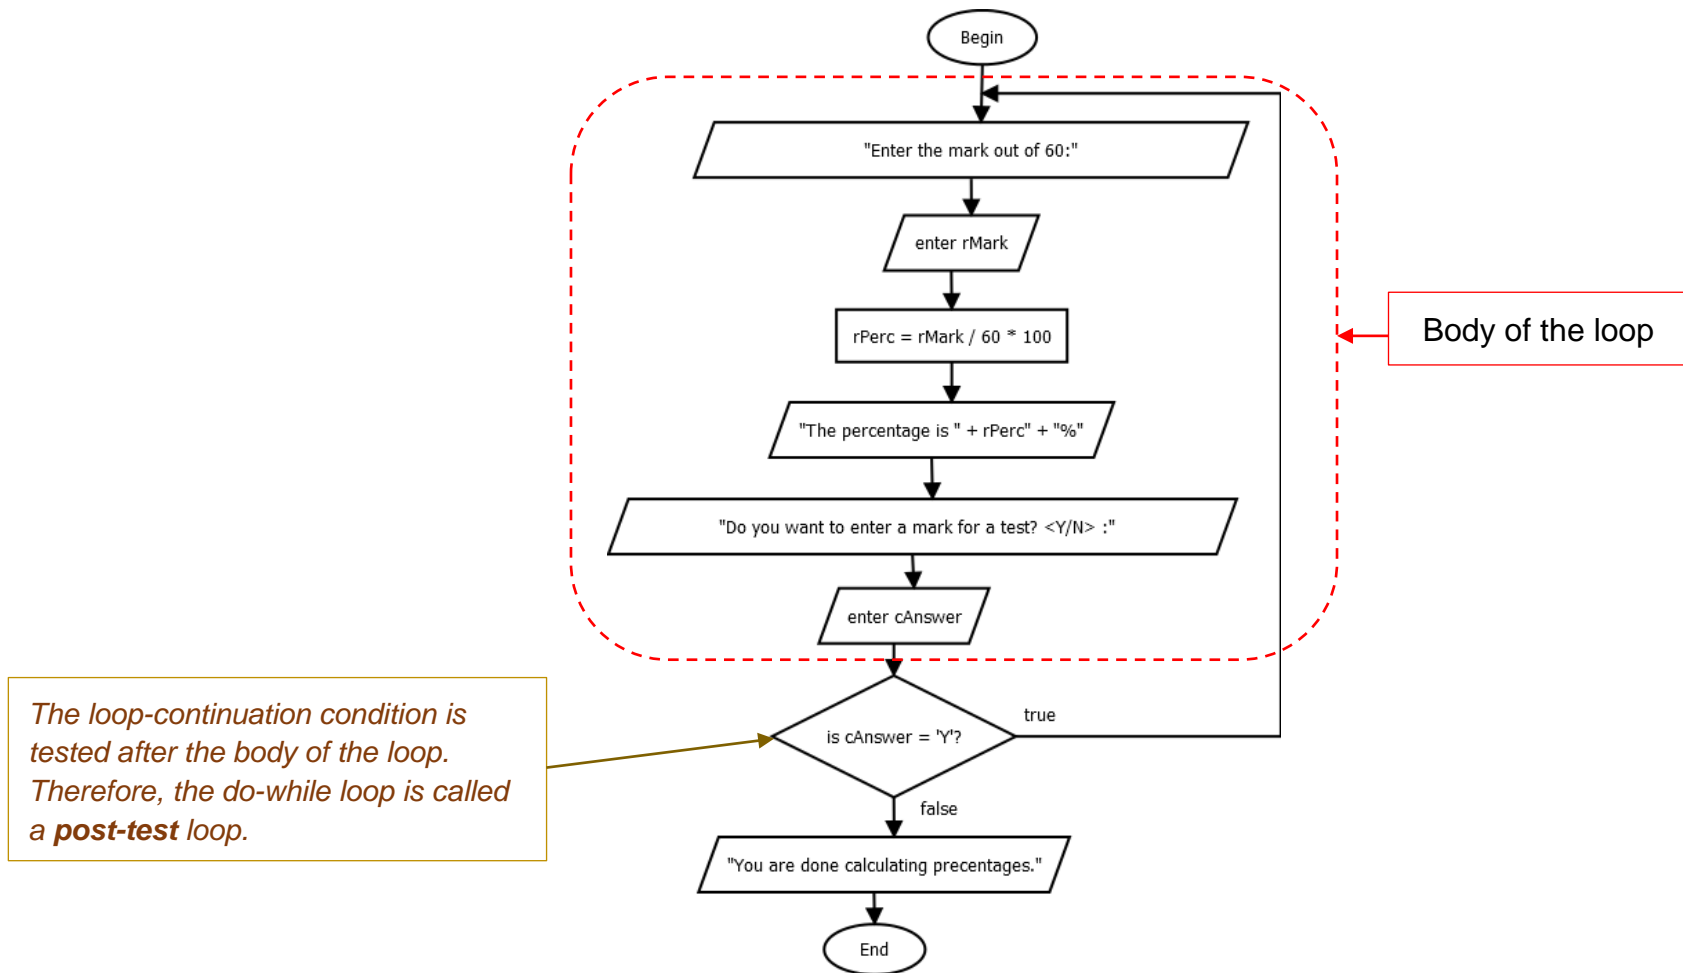 Begin
"Enter the mark out of 60:"
enter rMark
rPerc = rMark / 60 * 100
Body of the loop
"The percentage is " + rPerc" + "%"
"Do you want to enter a mark for a test? <Y/N> :"
enter cAnswer
The loop-continuation condition is
tested after the body of the loop.
Therefore, the do-while loop is called
a post-test loop.
is cAnswer = 'Y'?
true
false
"You are done calculating precentages."
End